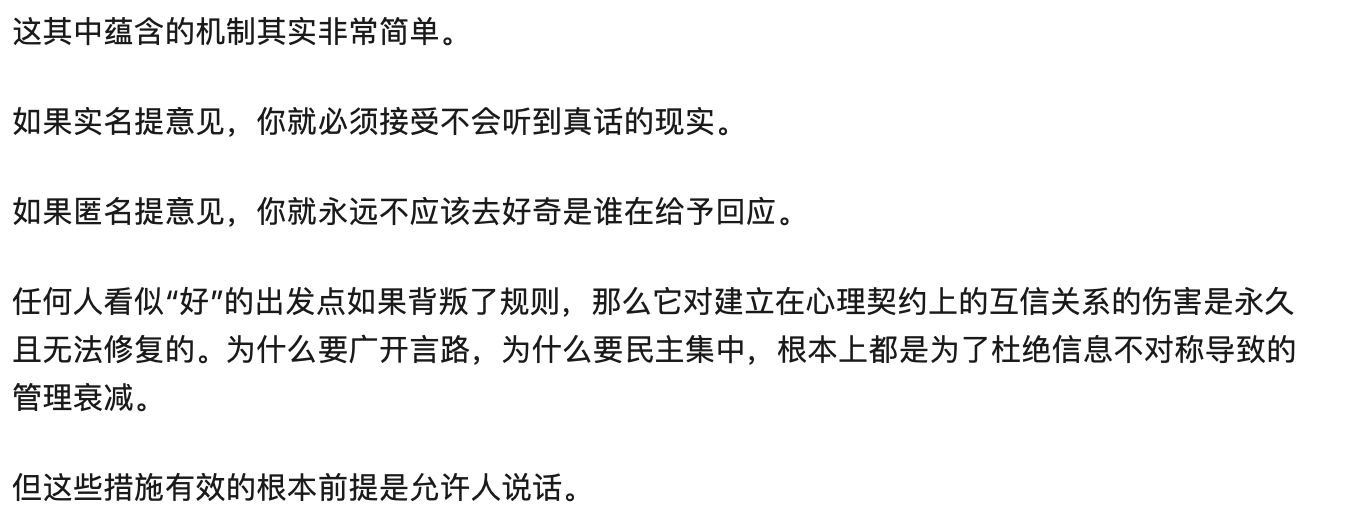 这其中蕴含的机制其实非常简单。
如果实名提意见，你就必须接受不会听到真话的现实。
如果匿名提意见，你就永远不应该去好奇是谁在给予回应。
任何人看似“好”的出发点如果背叛了规则，那么它对建立在心理契约上的互信关系的伤害是永久
且无法修复的。为什么要广开言路，为什么要民主集中，根本上都是为了杜绝信息不对称导致的
管理衰减。
但这些措施有效的根本前提是允许人说话。